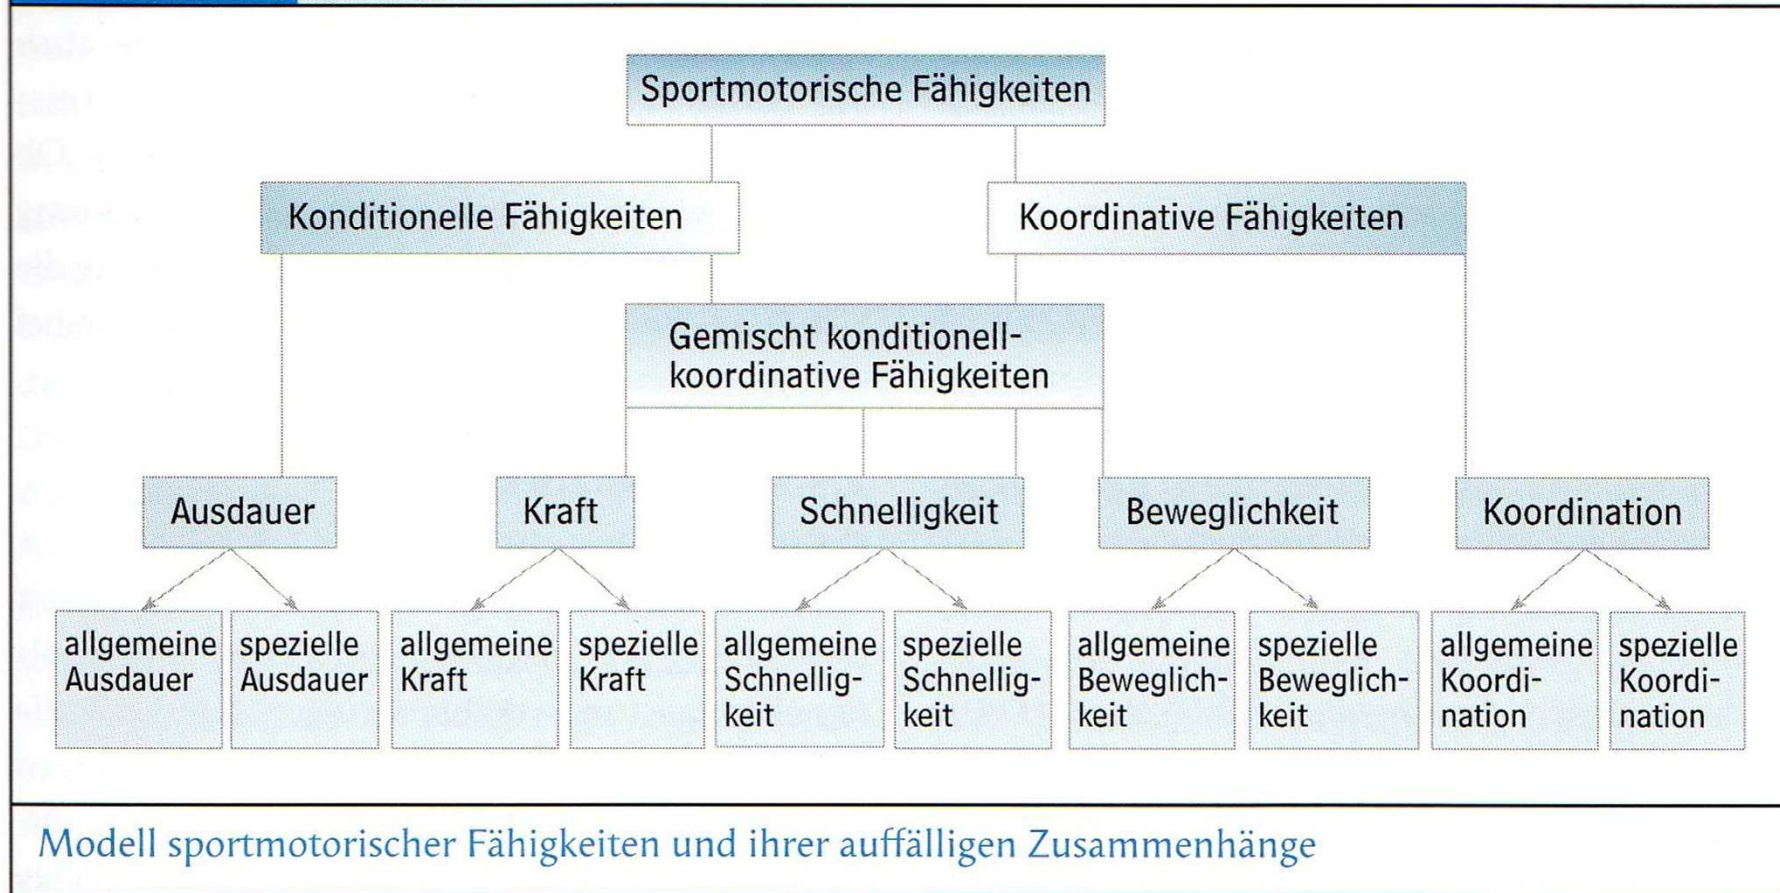 Sportmotorische Fähigkeiten
Konditionelle Fähigkeiten
Koordinative Fähigkeiten
Gemischt konditionell-
koordinative Fähigkeiten
Ausdauer
Kraft
Schnelligkeit
Beweglichkeit
Koordination
allgemeine
Ausdauer
spezielle
Ausdauer
allgemeine
Kraft
spezielle
Kraft
allgemeine
Schnellig-
keit
spezielle
Schnellig-
keit
allgemeine
Beweglich-
keit
spezielle
Beweglich-
keit
allgemeine
Koordi-
nation
spezielle
Koordi-
nation
Modell sportmotorischer Fähigkeiten und ihrer auffälligen Zusammenhänge